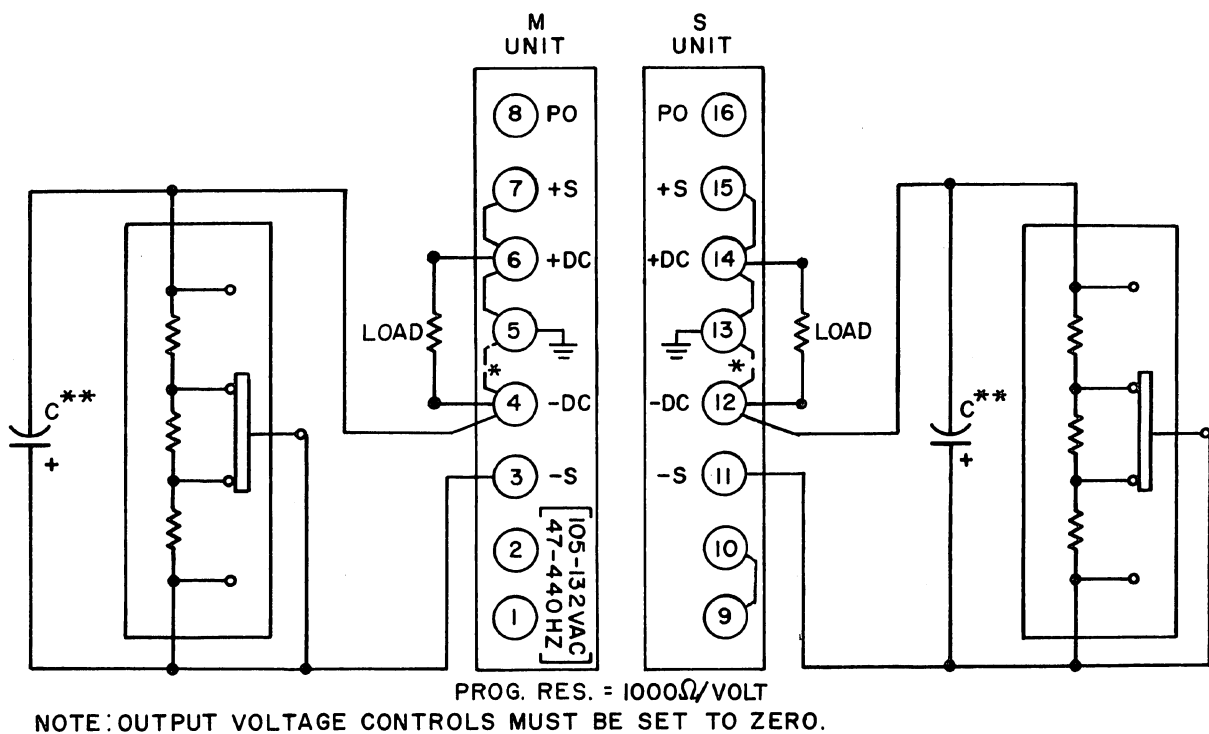 M
UNIT
S
UNIT
8 PO
PO 16
7 +S
+S 15
6 +DC
+DC 14
LOAD
5
13
LOAD
*
*
4 -DC
-DC 12
C**
+
C**
+
3 -S
-S 11
2
1
[105-132VAC
47-440HZ]
10
9
PROG. RES. = 1000Ω/VOLT
NOTE: OUTPUT VOLTAGE CONTROLS MUST BE SET TO ZERO.